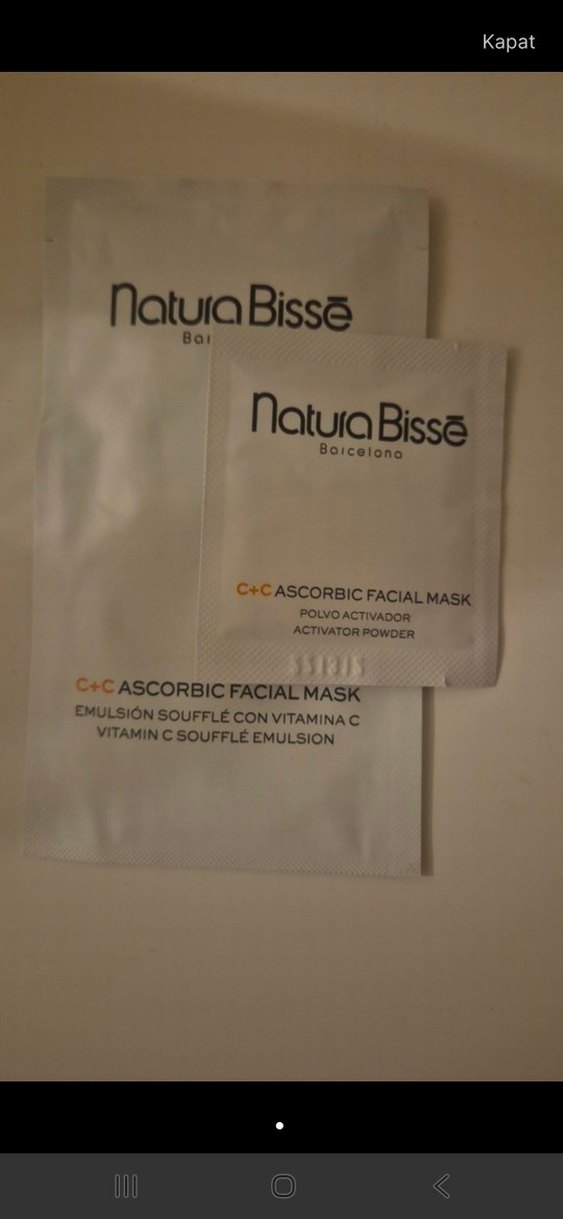 Kapat
Natura Bissē
Natura Bissē
Barcelona
C+C ASCORBIC FACIAL MASK
POLVO ACTIVADOR
ACTIVATOR POWDER
C+C ASCORBIC FACIAL MASK
EMULSIÓN SOUFFLÉ CON VITAMINA C
VITAMIN C SOUFFLÉ EMULSION